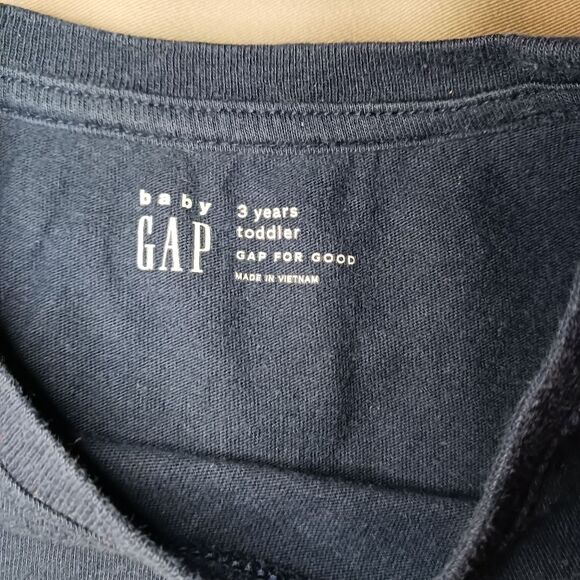 baby
GAP
3 years
toddler
GAP FOR GOOD
MADE IN VIETNAM